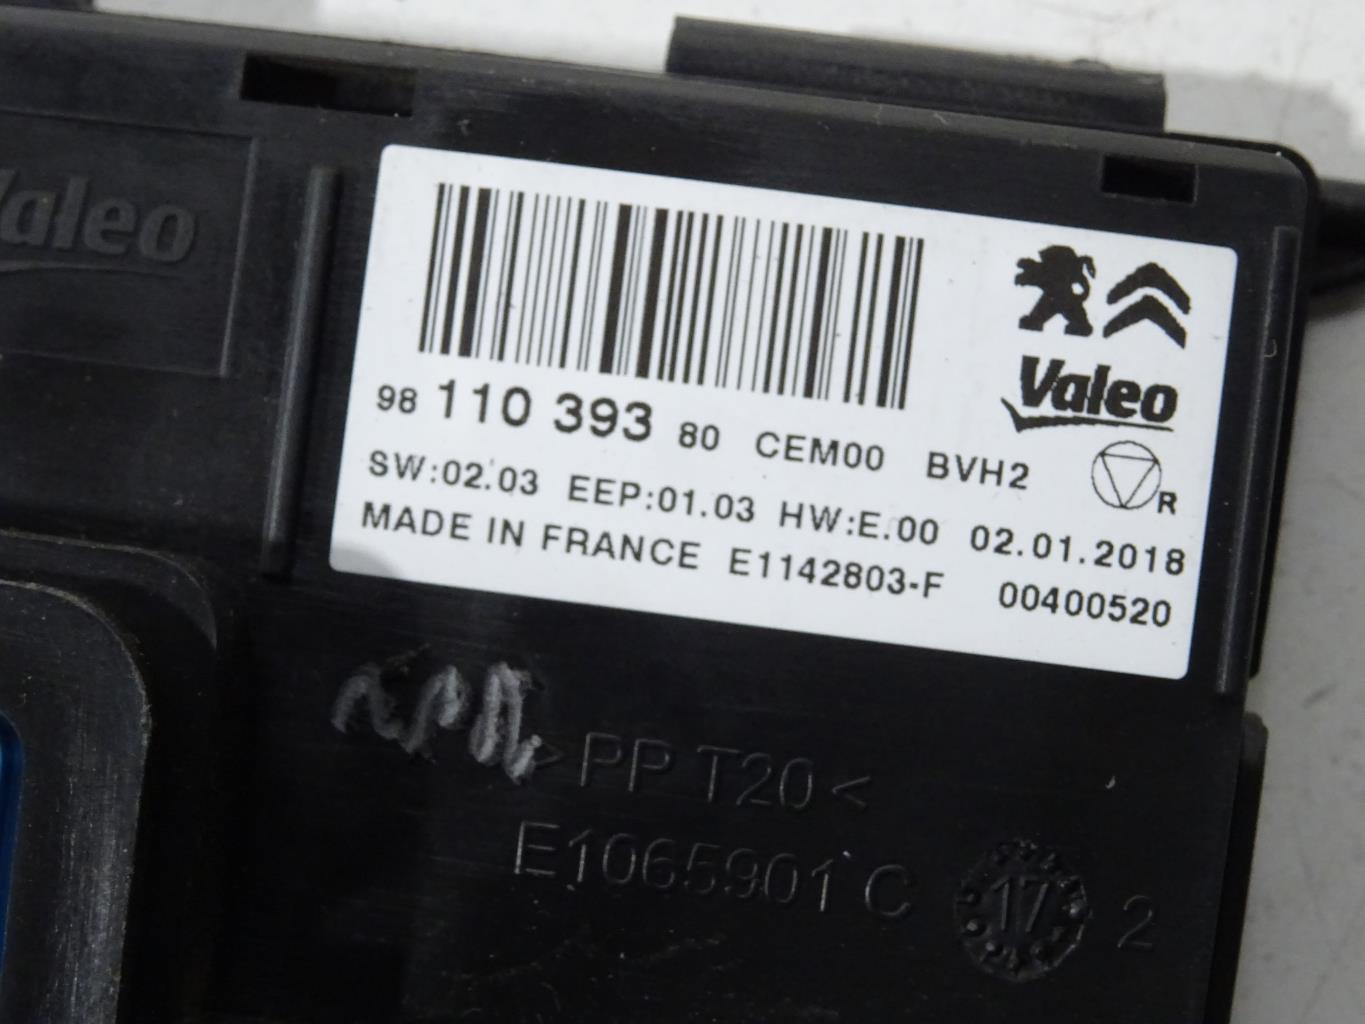 Valeo
98 110 393 80 CEM00 BVH2
Valeo
R
SW:02.03 EEP:01.03 HW:E.00 02.01.2018
MADE IN FRANCE E1142803-F 00400520
>PP T20<
E1065901 C 17 2